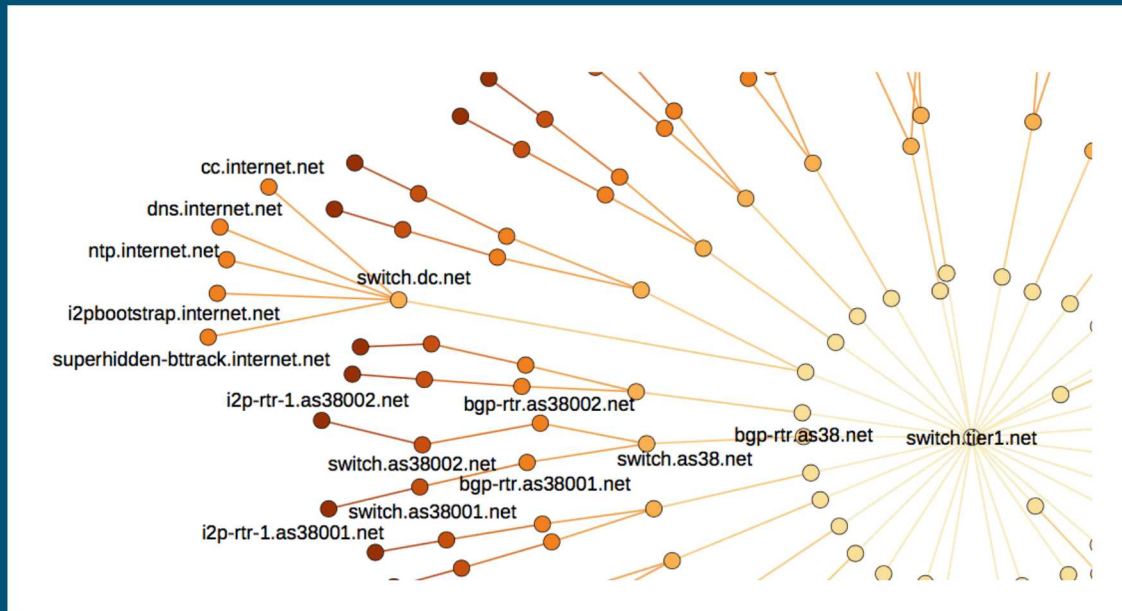 cc.internet.net
dns.internet.net
ntp.internet.net
switch.dc.net
i2pbootstrap.internet.net
superhidden-bttrack.internet.net
i2p-rtr-1.as38002.net
bgp-rtr.as38002.net
bgp-rtr.as38.net
switch.tier1.net
switch.as38002.net
switch.as38.net
bgp-rtr.as38001.net
switch.as38001.net
i2p-rtr-1.as38001.net